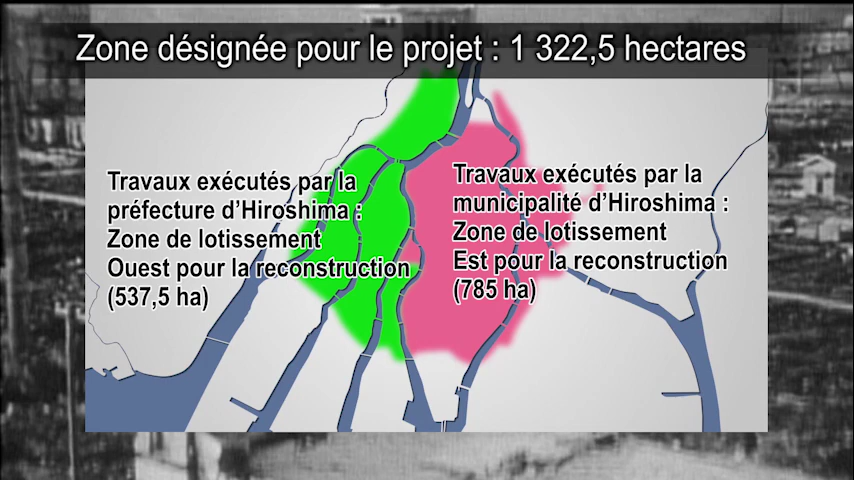 Zone désignée pour le projet : 1 322,5 hectares
Travaux exécutés par la
préfecture d'Hiroshima :
Zone de lotissement
Ouest pour la reconstruction
(537,5 ha)
Travaux exécutés par la
municipalité d'Hiroshima :
Zone de lotissement
Est pour la reconstruction
(785 ha)